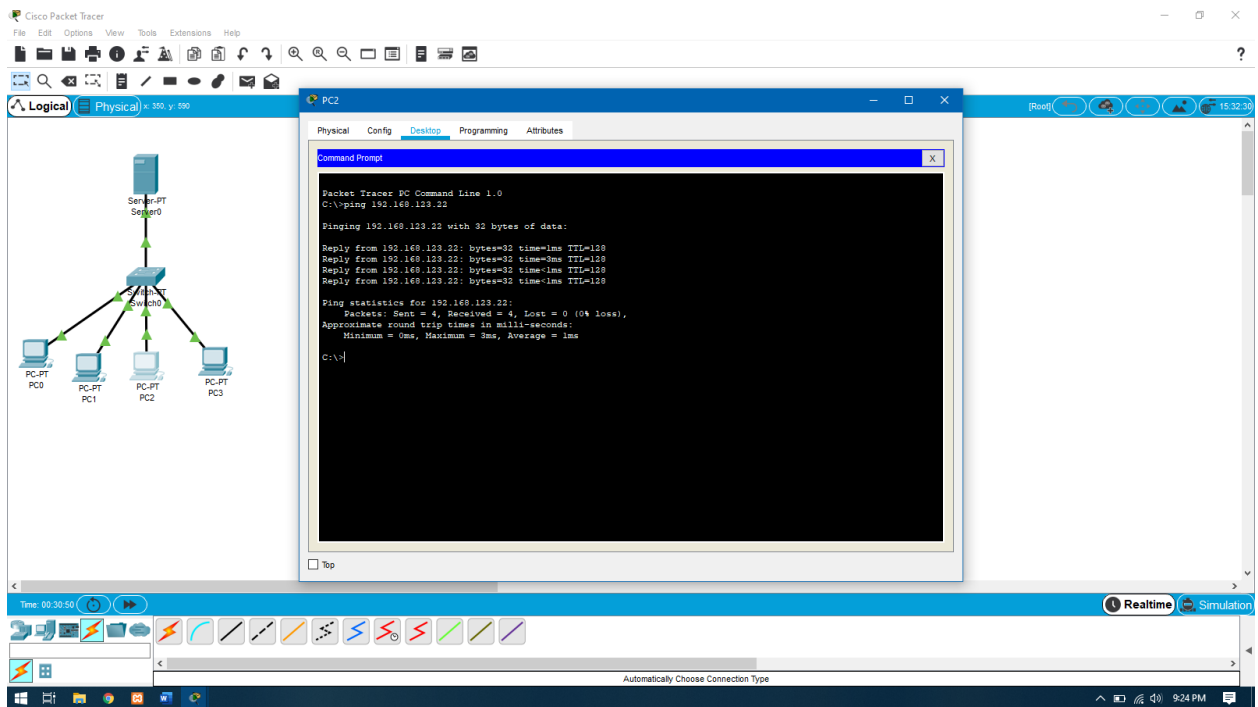 Cisco Packet Tracer
File Edit Options View Tools Extensions Help
?
Logical Physical x: 350, y: 590
[Root] 15:32:30
PC2
Physical Config Desktop Programming Attributes
Command Prompt X
Packet Tracer PC Command Line 1.0
C:\>ping 192.168.123.22
Pinging 192.168.123.22 with 32 bytes of data:
Reply from 192.168.123.22: bytes=32 time=1ms TTL=128
Reply from 192.168.123.22: bytes=32 time=3ms TTL=128
Reply from 192.168.123.22: bytes=32 time<1ms TTL=128
Reply from 192.168.123.22: bytes=32 time<1ms TTL=128
Ping statistics for 192.168.123.22:
Packets: Sent = 4, Received = 4, Lost = 0 (0% loss),
Approximate round trip times in milli-seconds:
Minimum = 0ms, Maximum = 3ms, Average = 1ms
C:\>
Top
Server-PT
Server0
Switch-PT
Switch0
PC-PT
PC0
PC-PT
PC1
PC-PT
PC2
PC-PT
PC3
Time: 00:30:50
Realtime Simulation
Automatically Choose Connection Type
9:24 PM